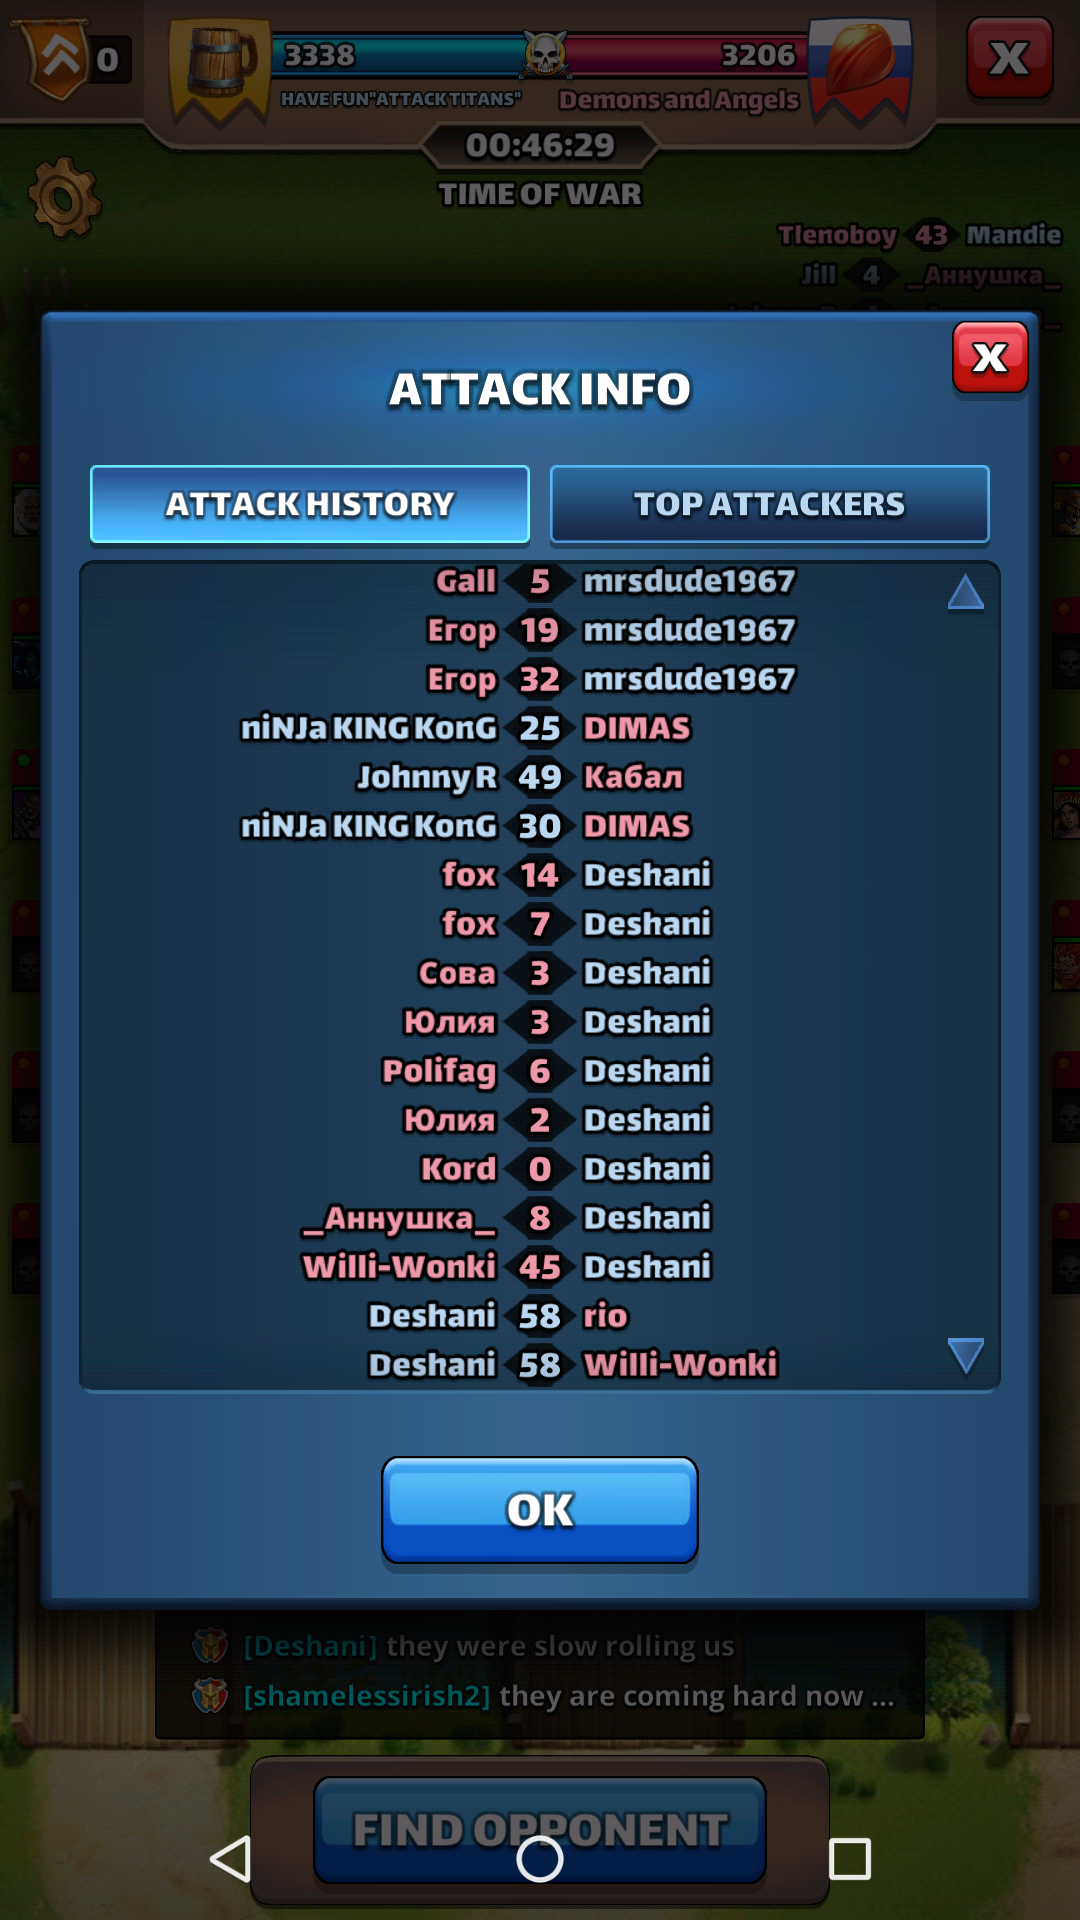 0
3338
3206
X
HAVE FUN"ATTACK TITANS"
Demons and Angels
00:46:29
TIME OF WAR
Tlenoboy 43 Mandie
Jill 4 _Аннушка_
X
ATTACK INFO
ATTACK HISTORY
TOP ATTACKERS
Gall 5 mrsdude1967
Егор 19 mrsdude1967
Егор 32 mrsdude1967
niNJa KING KonG 25 DIMAS
Johnny R 49 Кабал
niNJa KING KonG 30 DIMAS
fox 14 Deshani
fox 7 Deshani
Сова 3 Deshani
Юлия 3 Deshani
Polifag 6 Deshani
Юлия 2 Deshani
Kord 0 Deshani
_Аннушка_ 8 Deshani
Willi-Wonki 45 Deshani
Deshani 58 rio
Deshani 58 Willi-Wonki
OK
[Deshani] they were slow rolling us
[shamelessirish2] they are coming hard now ...
FIND OPPONENT